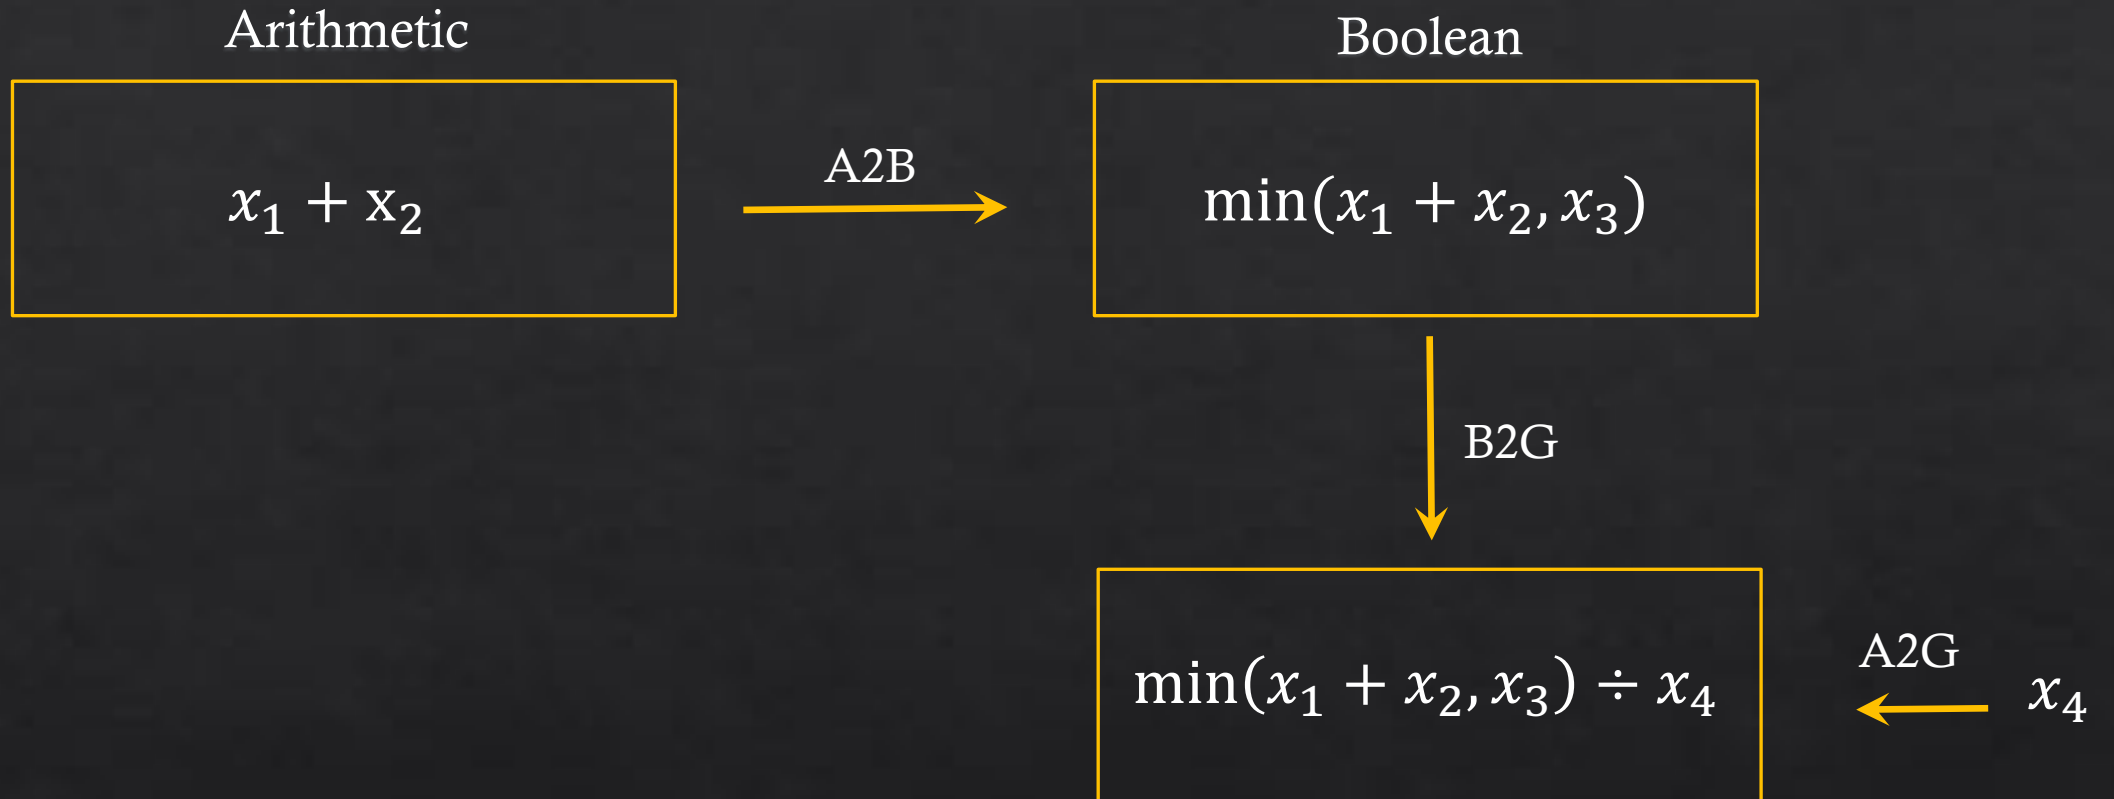 Arithmetic
Boolean
x₁ + x₂
A2B
min(x₁ + x₂, x₃)
B2G
min(x₁ + x₂, x₃) ÷ x₄
A2G
x₄